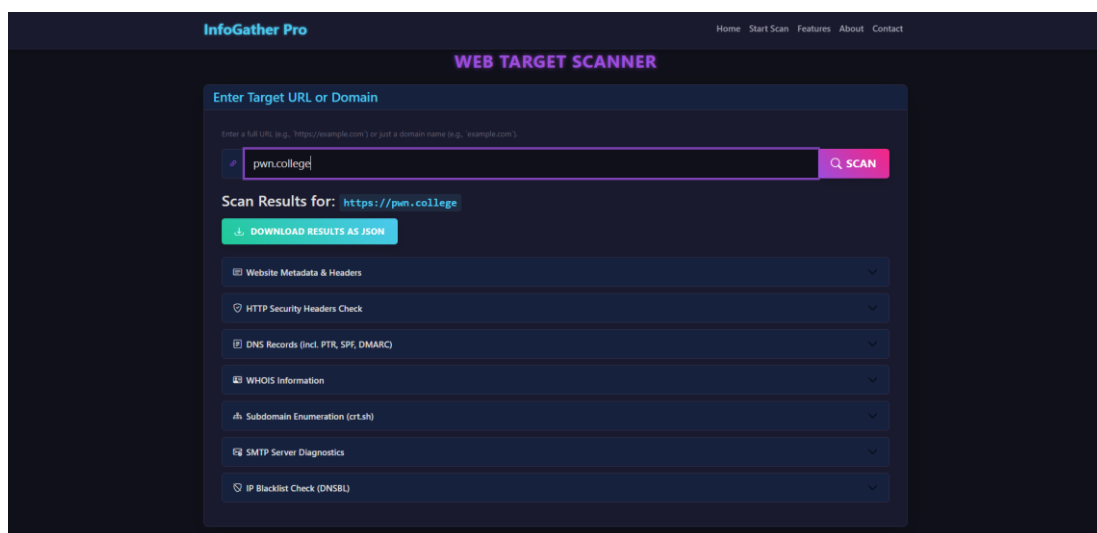 InfoGather Pro
Home Start Scan Features About Contact
WEB TARGET SCANNER
Enter Target URL or Domain
Enter a full URL (e.g., `https://example.com`) or just a domain name (e.g., `example.com`).
pwn.college
SCAN
Scan Results for: https://pwn.college
DOWNLOAD RESULTS AS JSON
Website Metadata & Headers
HTTP Security Headers Check
DNS Records (incl. PTR, SPF, DMARC)
WHOIS Information
Subdomain Enumeration (crt.sh)
SMTP Server Diagnostics
IP Blacklist Check (DNSBL)